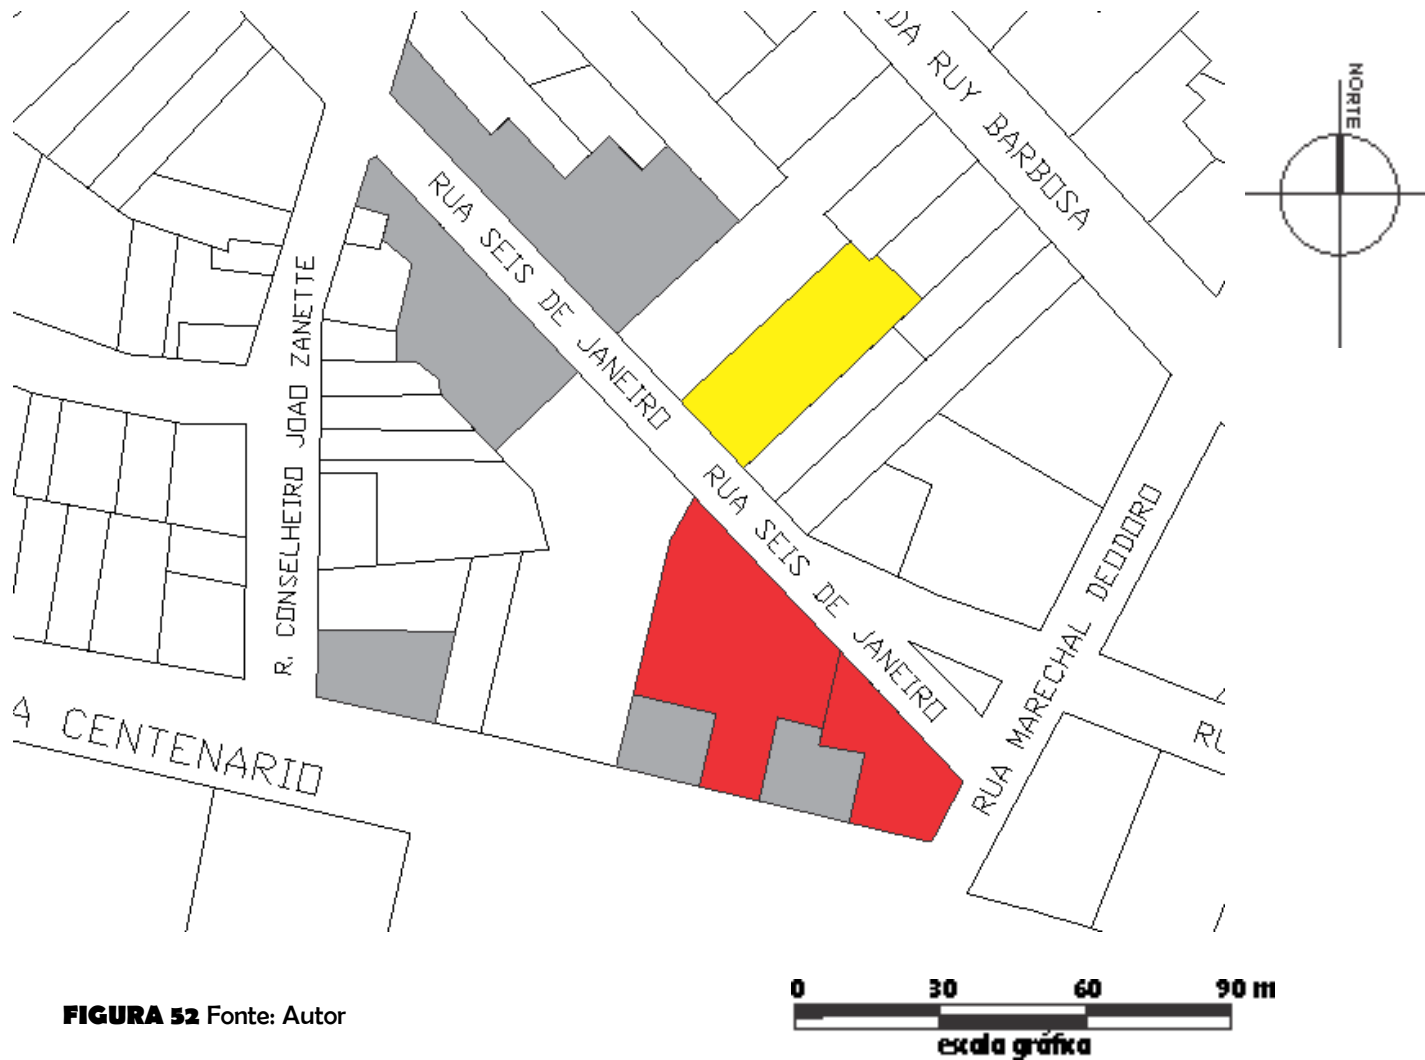 DA RUY BARBOSA
NORTE
RUA SEIS DE JANEIRO
R. CONSELHEIRO JOAO ZANETTE
RUA SEIS DE JANEIRO
RUA MARECHAL DEODORO
A CENTENARIO
RU
0 30 60 90 m
escala gráfica
FIGURA 52 Fonte: Autor